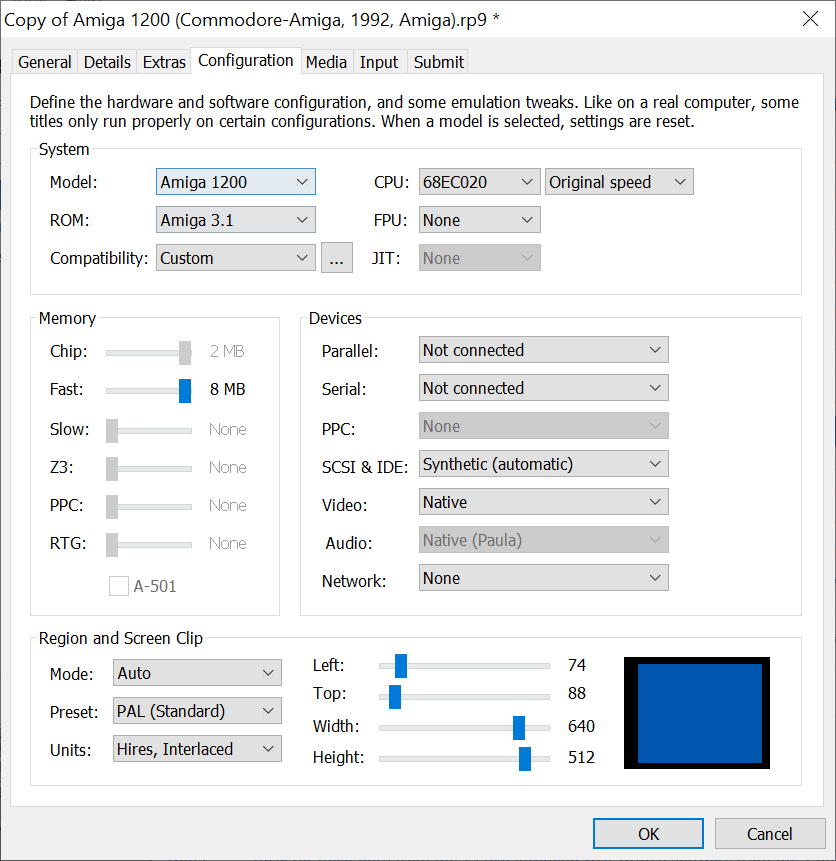 Copy of Amiga 1200 (Commodore-Amiga, 1992, Amiga).rp9 *
General Details Extras Configuration Media Input Submit
Define the hardware and software configuration, and some emulation tweaks. Like on a real computer, some
titles only run properly on certain configurations. When a model is selected, settings are reset.
System
Model: Amiga 1200 CPU: 68EC020 Original speed
ROM: Amiga 3.1 FPU: None
Compatibility: Custom ... JIT: None
Memory
Chip: 2 MB
Fast: 8 MB
Slow: None
Z3: None
PPC: None
RTG: None
A-501
Devices
Parallel: Not connected
Serial: Not connected
PPC: None
SCSI & IDE: Synthetic (automatic)
Video: Native
Audio: Native (Paula)
Network: None
Region and Screen Clip
Mode: Auto
Preset: PAL (Standard)
Units: Hires, Interlaced
Left: 74
Top: 88
Width: 640
Height: 512
OK Cancel